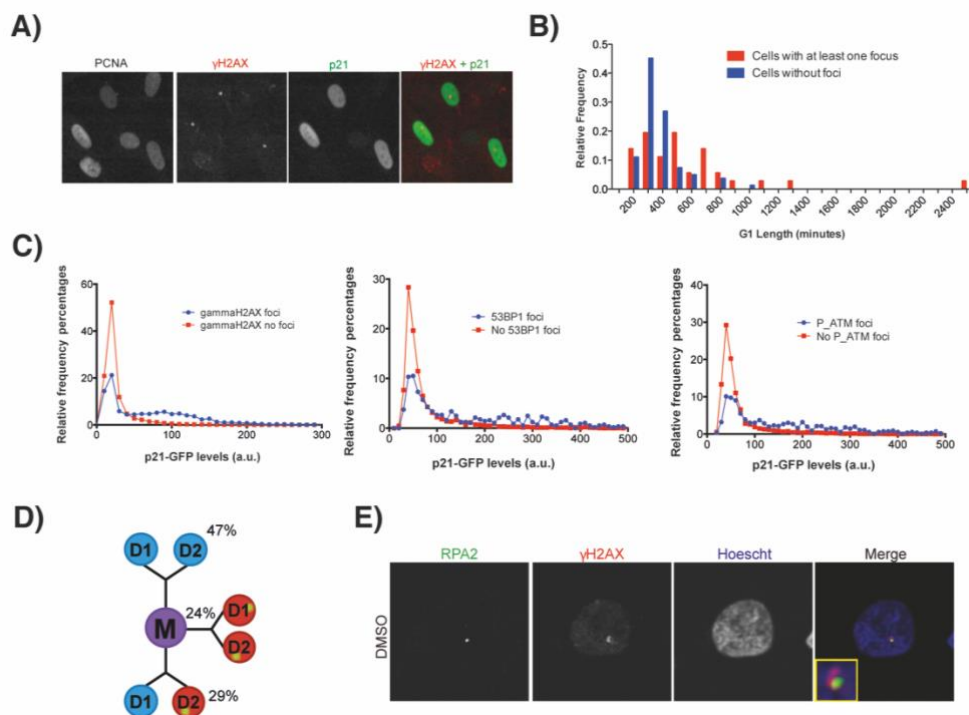 A)
PCNA γH2AX p21 γH2AX + p21
B)
Relative Frequency
0.5
0.4
0.3
0.2
0.1
0.0
Cells with at least one focus
Cells without foci
200 400 600 800 1000 1200 1400 1600 1800 2000 2200 2400
G1 Length (minutes)
C)
Relative frequency percentages
60
40
20
0
gammaH2AX foci
gammaH2AX no foci
0 100 200 300
p21-GFP levels (a.u.)
Relative frequency percentages
30
20
10
0
53BP1 foci
No 53BP1 foci
0 100 200 300 400 500
p21-GFP levels (a.u.)
Relative frequency percentages
40
30
20
10
0
P_ATM foci
No P_ATM foci
0 100 200 300 400 500
p21-GFP levels (a.u.)
D)
47%
D1 D2
24%
D1
M
D2
D1 D2
29%
E)
RPA2 γH2AX Hoescht Merge
DMSO